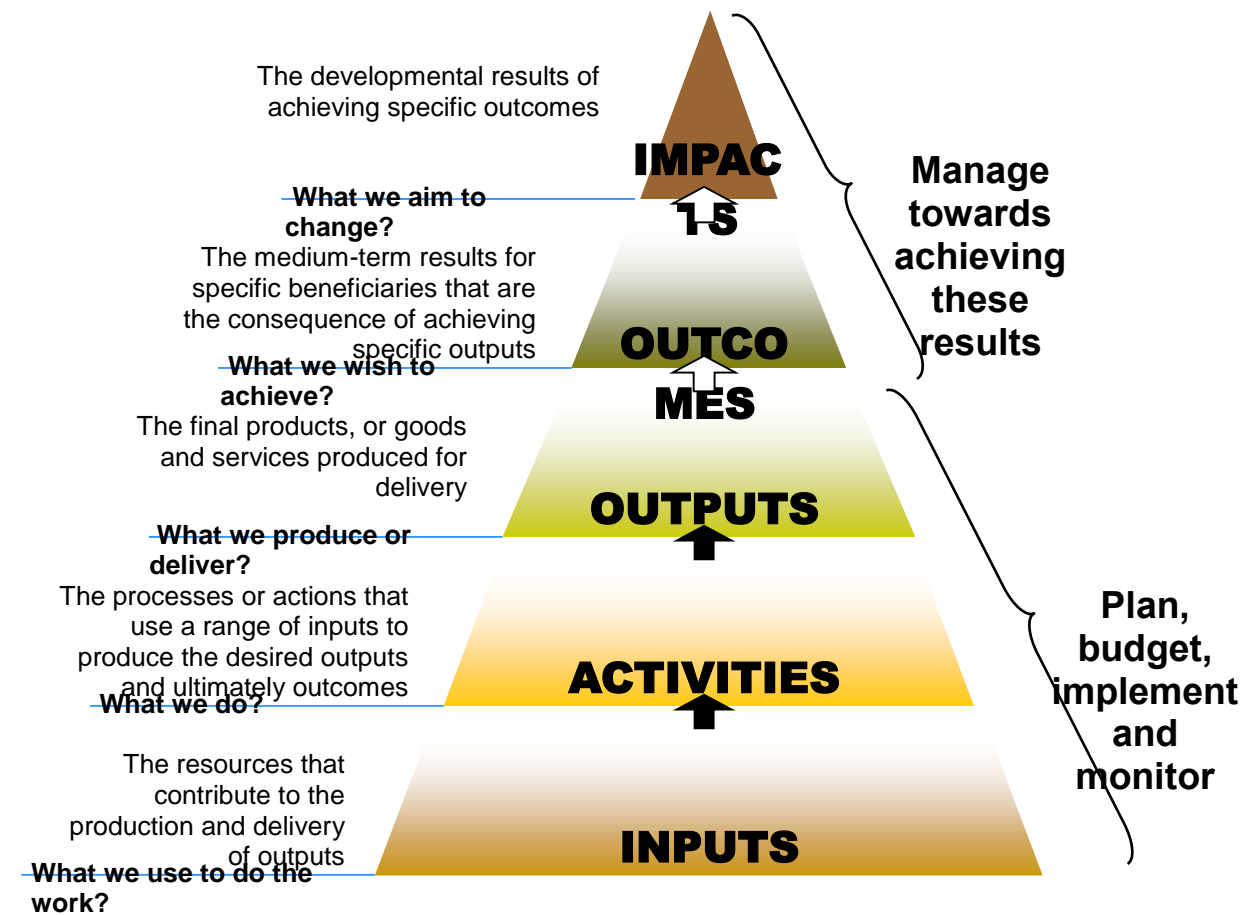 The developmental results of
achieving specific outcomes
IMPAC
TS
What we aim to
change?
The medium-term results for
specific beneficiaries that are
the consequence of achieving
specific outputs
OUTCO
MES
What we wish to
achieve?
The final products, or goods
and services produced for
delivery
OUTPUTS
What we produce or
deliver?
The processes or actions that
use a range of inputs to
produce the desired outputs
and ultimately outcomes
ACTIVITIES
What we do?
The resources that
contribute to the
production and delivery
of outputs
INPUTS
What we use to do the
work?
Manage
towards
achieving
these
results
Plan,
budget,
implement
and
monitor